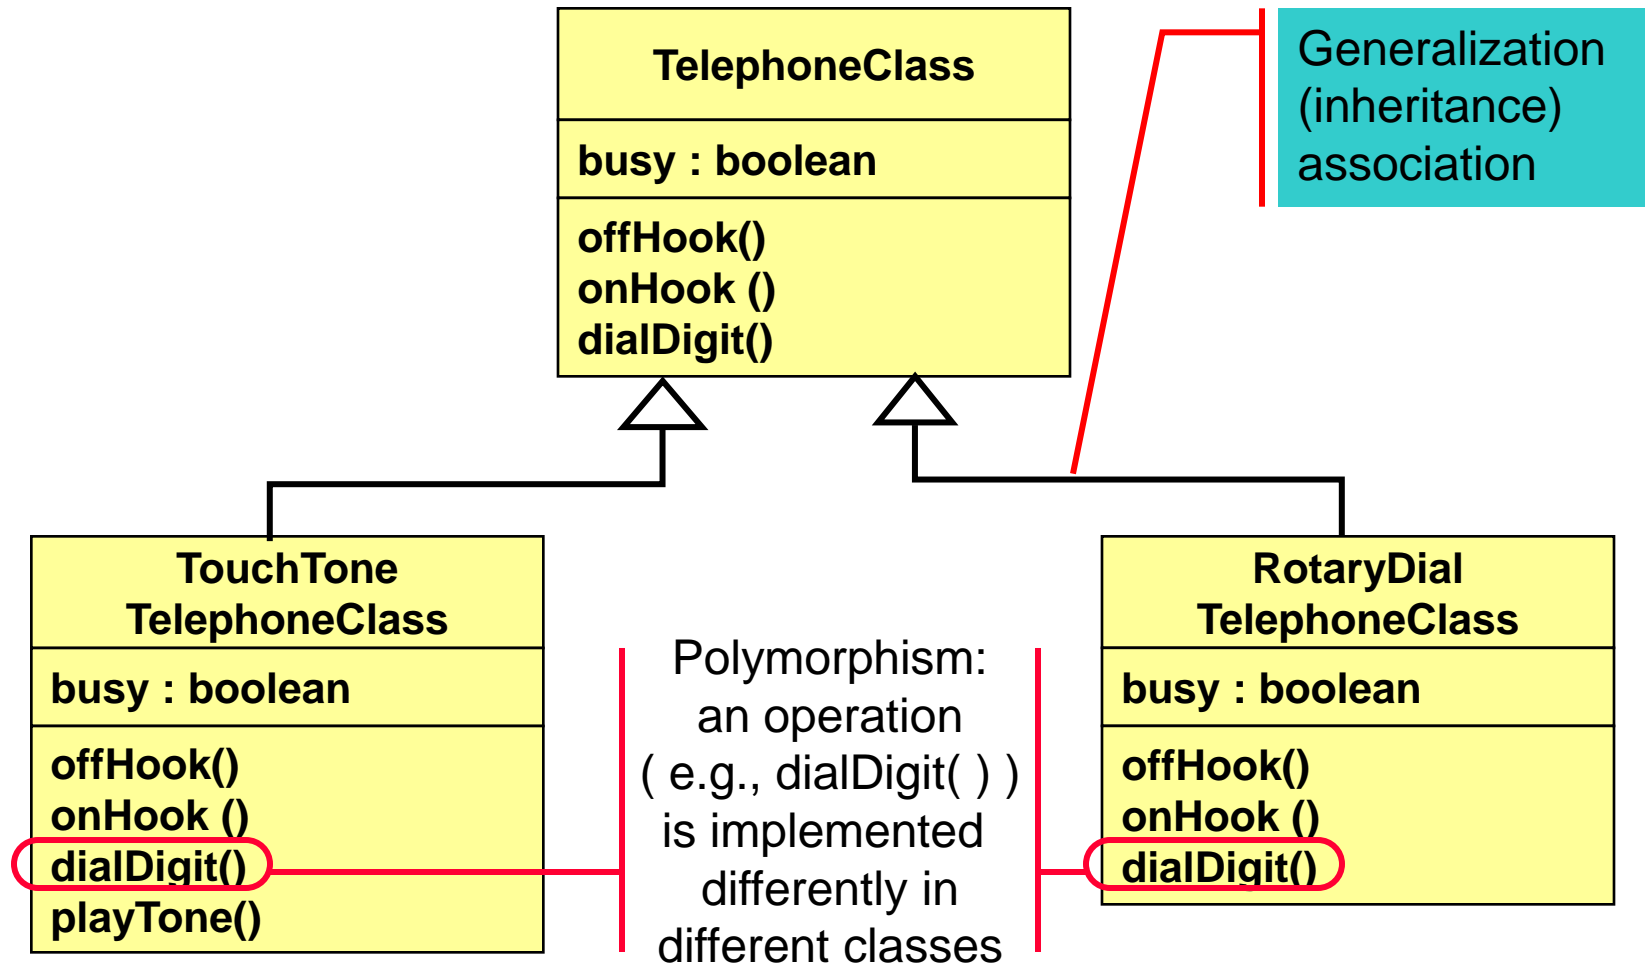 TelephoneClass
busy : boolean
offHook()
onHook ()
dialDigit()
Generalization
(inheritance)
association
TouchTone
TelephoneClass
busy : boolean
offHook()
onHook ()
dialDigit()
playTone()
Polymorphism:
an operation
( e.g., dialDigit( ) )
is implemented
differently in
different classes
RotaryDial
TelephoneClass
busy : boolean
offHook()
onHook ()
dialDigit()